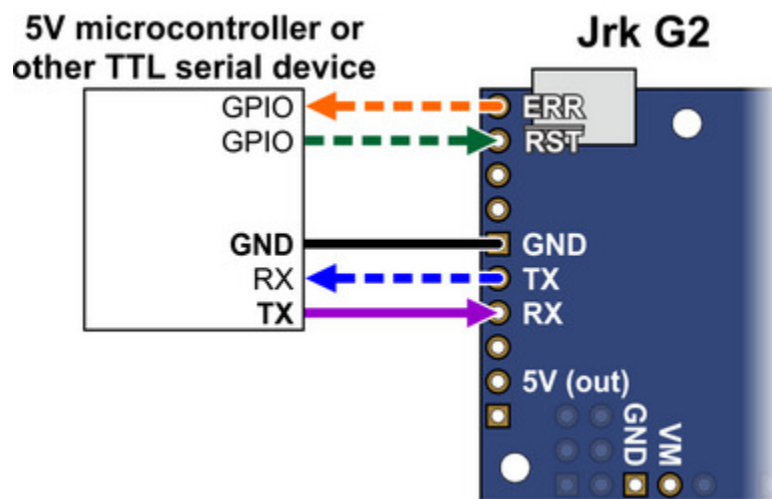 5V microcontroller or
other TTL serial device
Jrk G2
GPIO
ERR
GPIO
RST
GND
GND
RX
TX
TX
RX
5V (out)
GND
VM